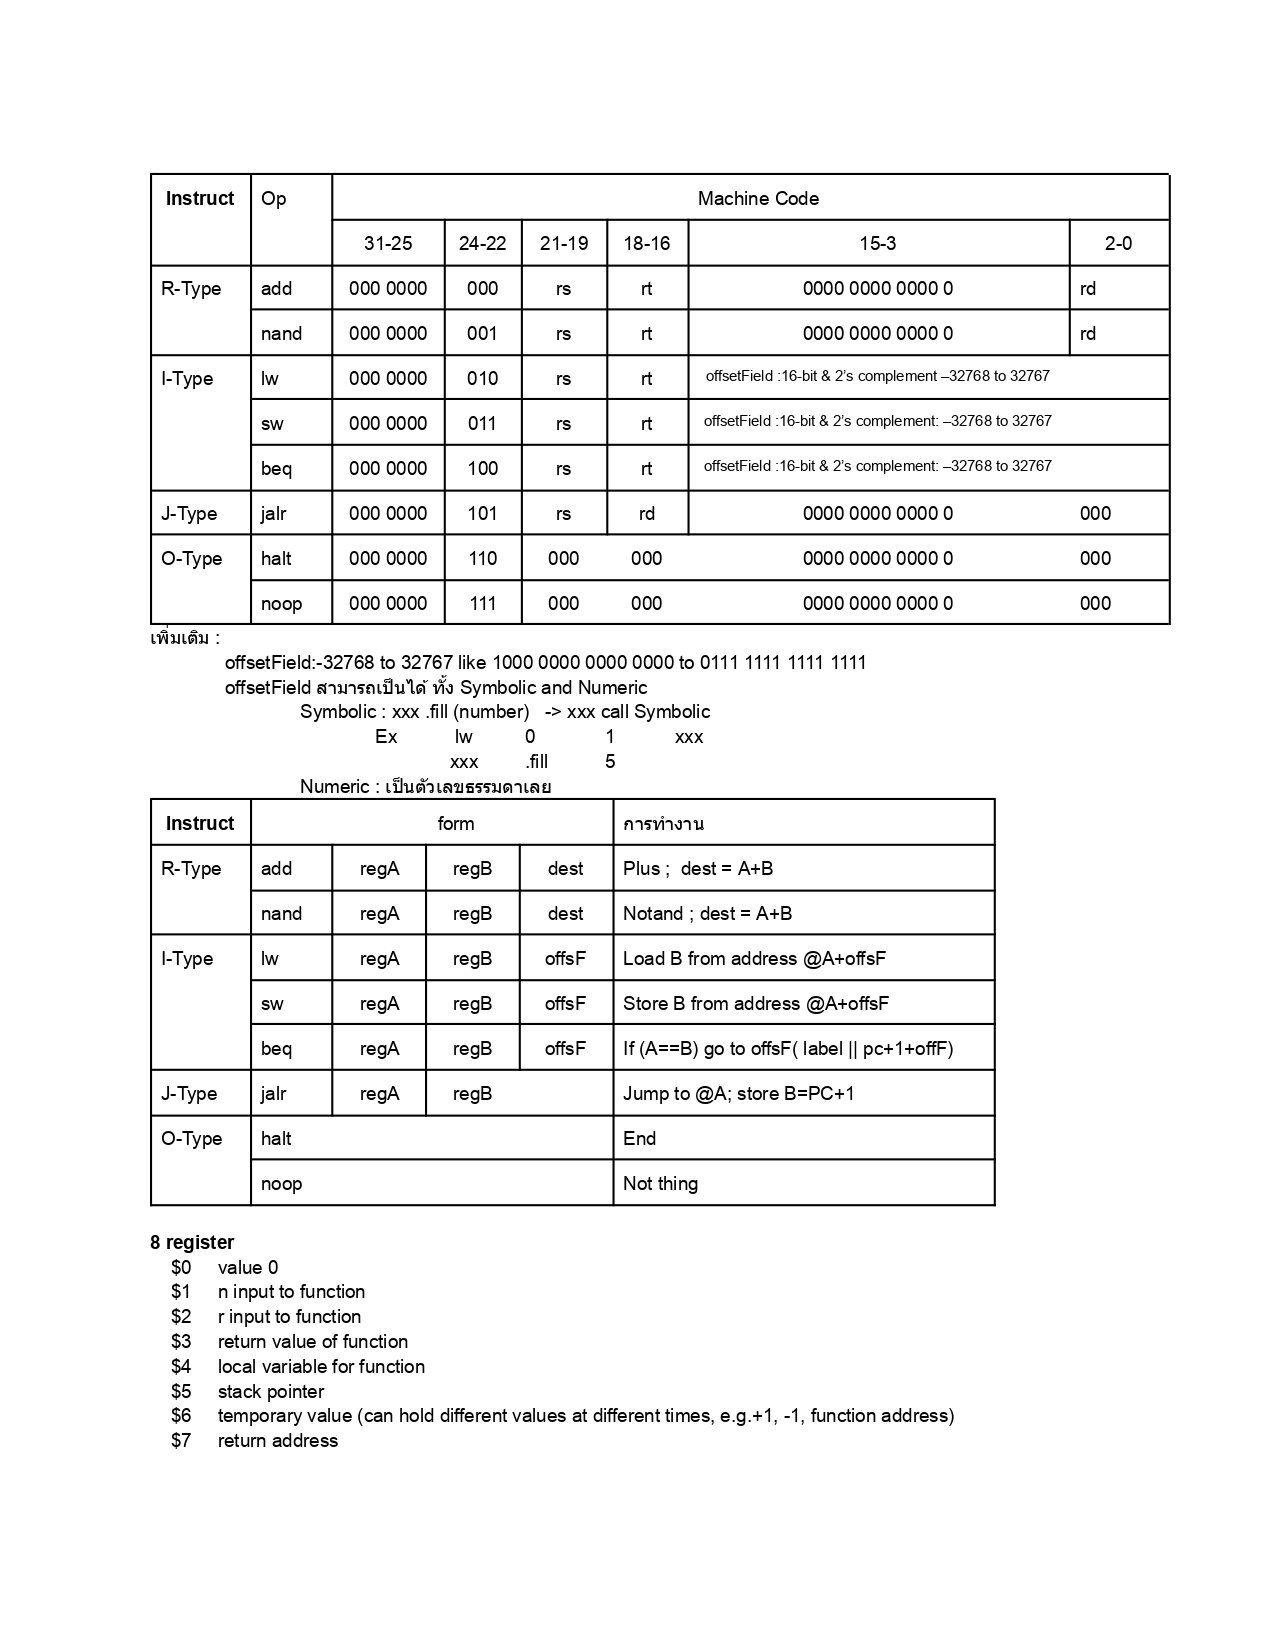 Instruct Op Machine Code
31-25 24-22 21-19 18-16 15-3 2-0
R-Type add 000 0000 000 rs rt 0000 0000 0000 0 rd
nand 000 0000 001 rs rt 0000 0000 0000 0 rd
I-Type lw 000 0000 010 rs rt offsetField :16-bit & 2’s complement –32768 to 32767
sw 000 0000 011 rs rt offsetField :16-bit & 2’s complement: –32768 to 32767
beq 000 0000 100 rs rt offsetField :16-bit & 2’s complement: –32768 to 32767
J-Type jalr 000 0000 101 rs rd 0000 0000 0000 0 000
O-Type halt 000 0000 110 000 000 0000 0000 0000 0 000
noop 000 0000 111 000 000 0000 0000 0000 0 000
เพิ่มเติม :
offsetField:-32768 to 32767 like 1000 0000 0000 0000 to 0111 1111 1111 1111
offsetField สามารถเป็นได้ ทั้ง Symbolic and Numeric
Symbolic : xxx .fill (number) -> xxx call Symbolic
Ex lw 0 1 xxx
xxx .fill 5
Numeric : เป็นตัวเลขธรรมดาเลย
Instruct form การทำงาน
R-Type add regA regB dest Plus ; dest = A+B
nand regA regB dest Notand ; dest = A+B
I-Type lw regA regB offsF Load B from address @A+offsF
sw regA regB offsF Store B from address @A+offsF
beq regA regB offsF If (A==B) go to offsF( label || pc+1+offF)
J-Type jalr regA regB Jump to @A; store B=PC+1
O-Type halt End
noop Not thing
8 register
$0 value 0
$1 n input to function
$2 r input to function
$3 return value of function
$4 local variable for function
$5 stack pointer
$6 temporary value (can hold different values at different times, e.g.+1, -1, function address)
$7 return address